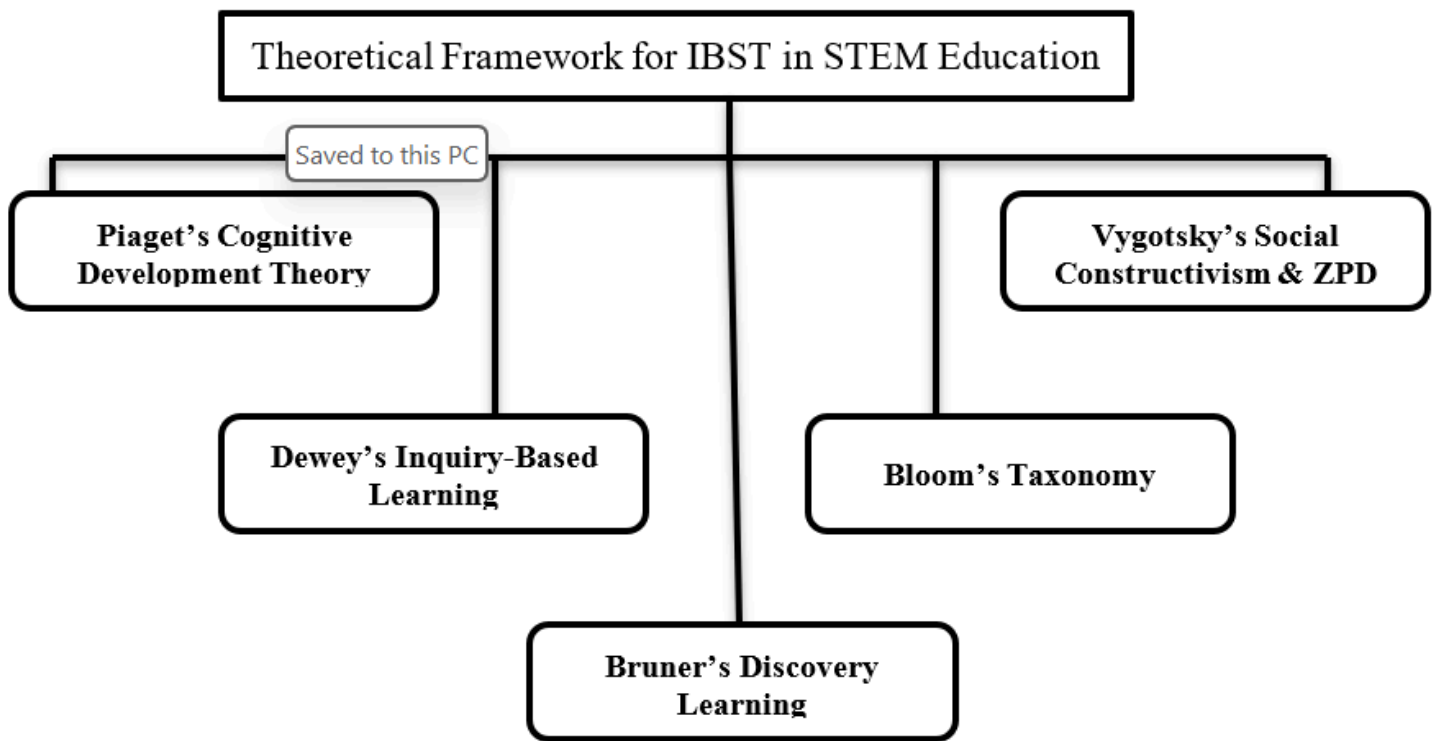 Theoretical Framework for IBST in STEM Education
Saved to this PC
Piaget’s Cognitive
Development Theory
Vygotsky’s Social
Constructivism & ZPD
Dewey’s Inquiry-Based
Learning
Bloom’s Taxonomy
Bruner’s Discovery
Learning